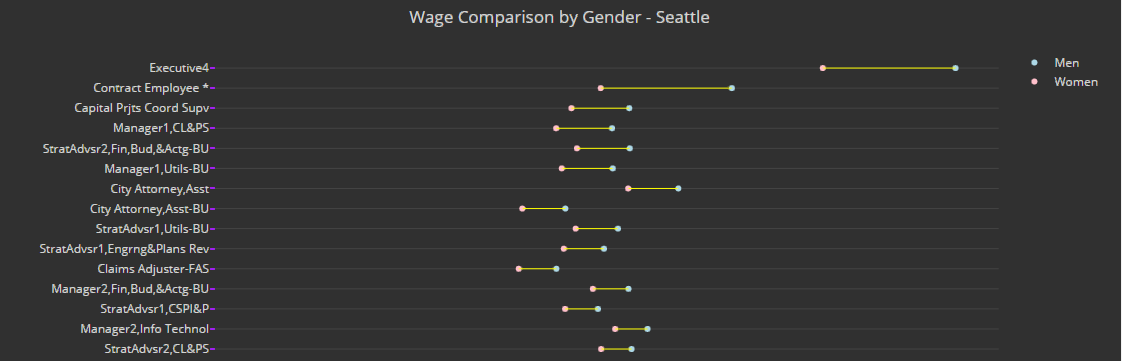 Wage Comparison by Gender - Seattle
Executive4
Contract Employee *
Capital Prjts Coord Supv
Manager1,CL&PS
StratAdvsr2,Fin,Bud,&Actg-BU
Manager1,Utils-BU
City Attorney,Asst
City Attorney,Asst-BU
StratAdvsr1,Utils-BU
StratAdvsr1,Engrng&Plans Rev
Claims Adjuster-FAS
Manager2,Fin,Bud,&Actg-BU
StratAdvsr1,CSPI&P
Manager2,Info Technol
StratAdvsr2,CL&PS
Men
Women